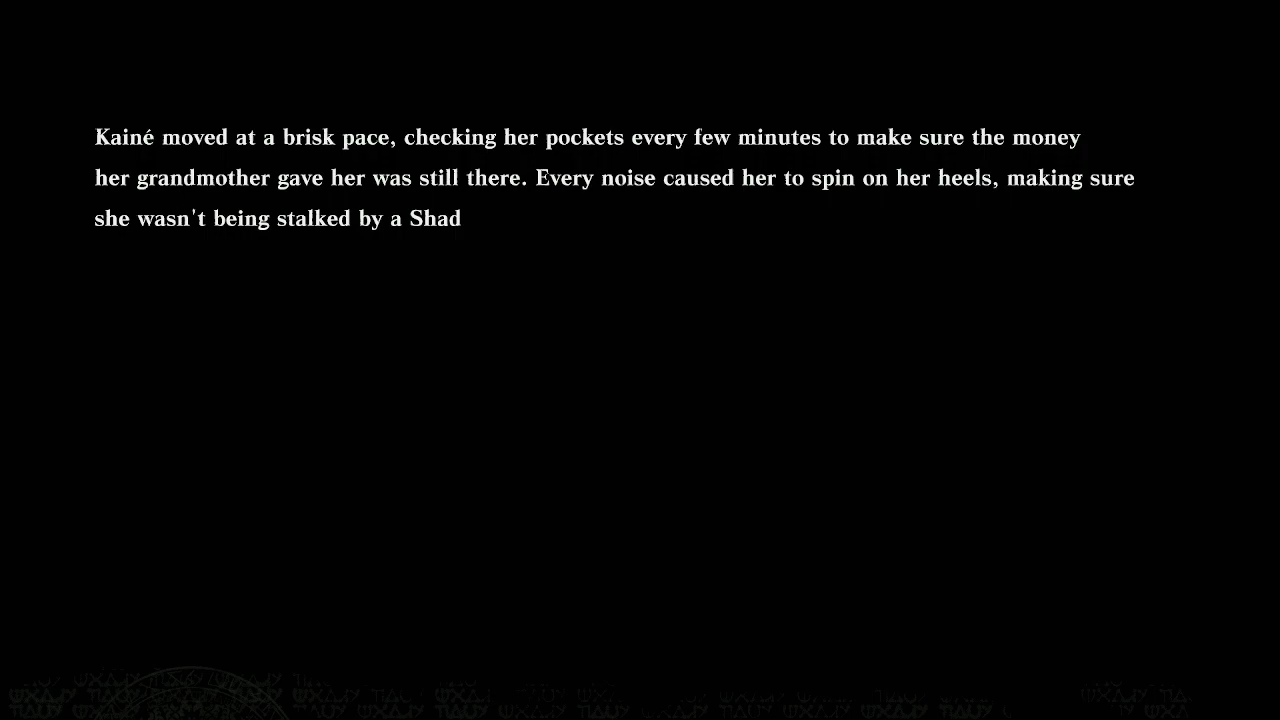 Kainé moved at a brisk pace, checking her pockets every few minutes to make sure the money
her grandmother gave her was still there. Every noise caused her to spin on her heels, making sure
she wasn't being stalked by a Shad